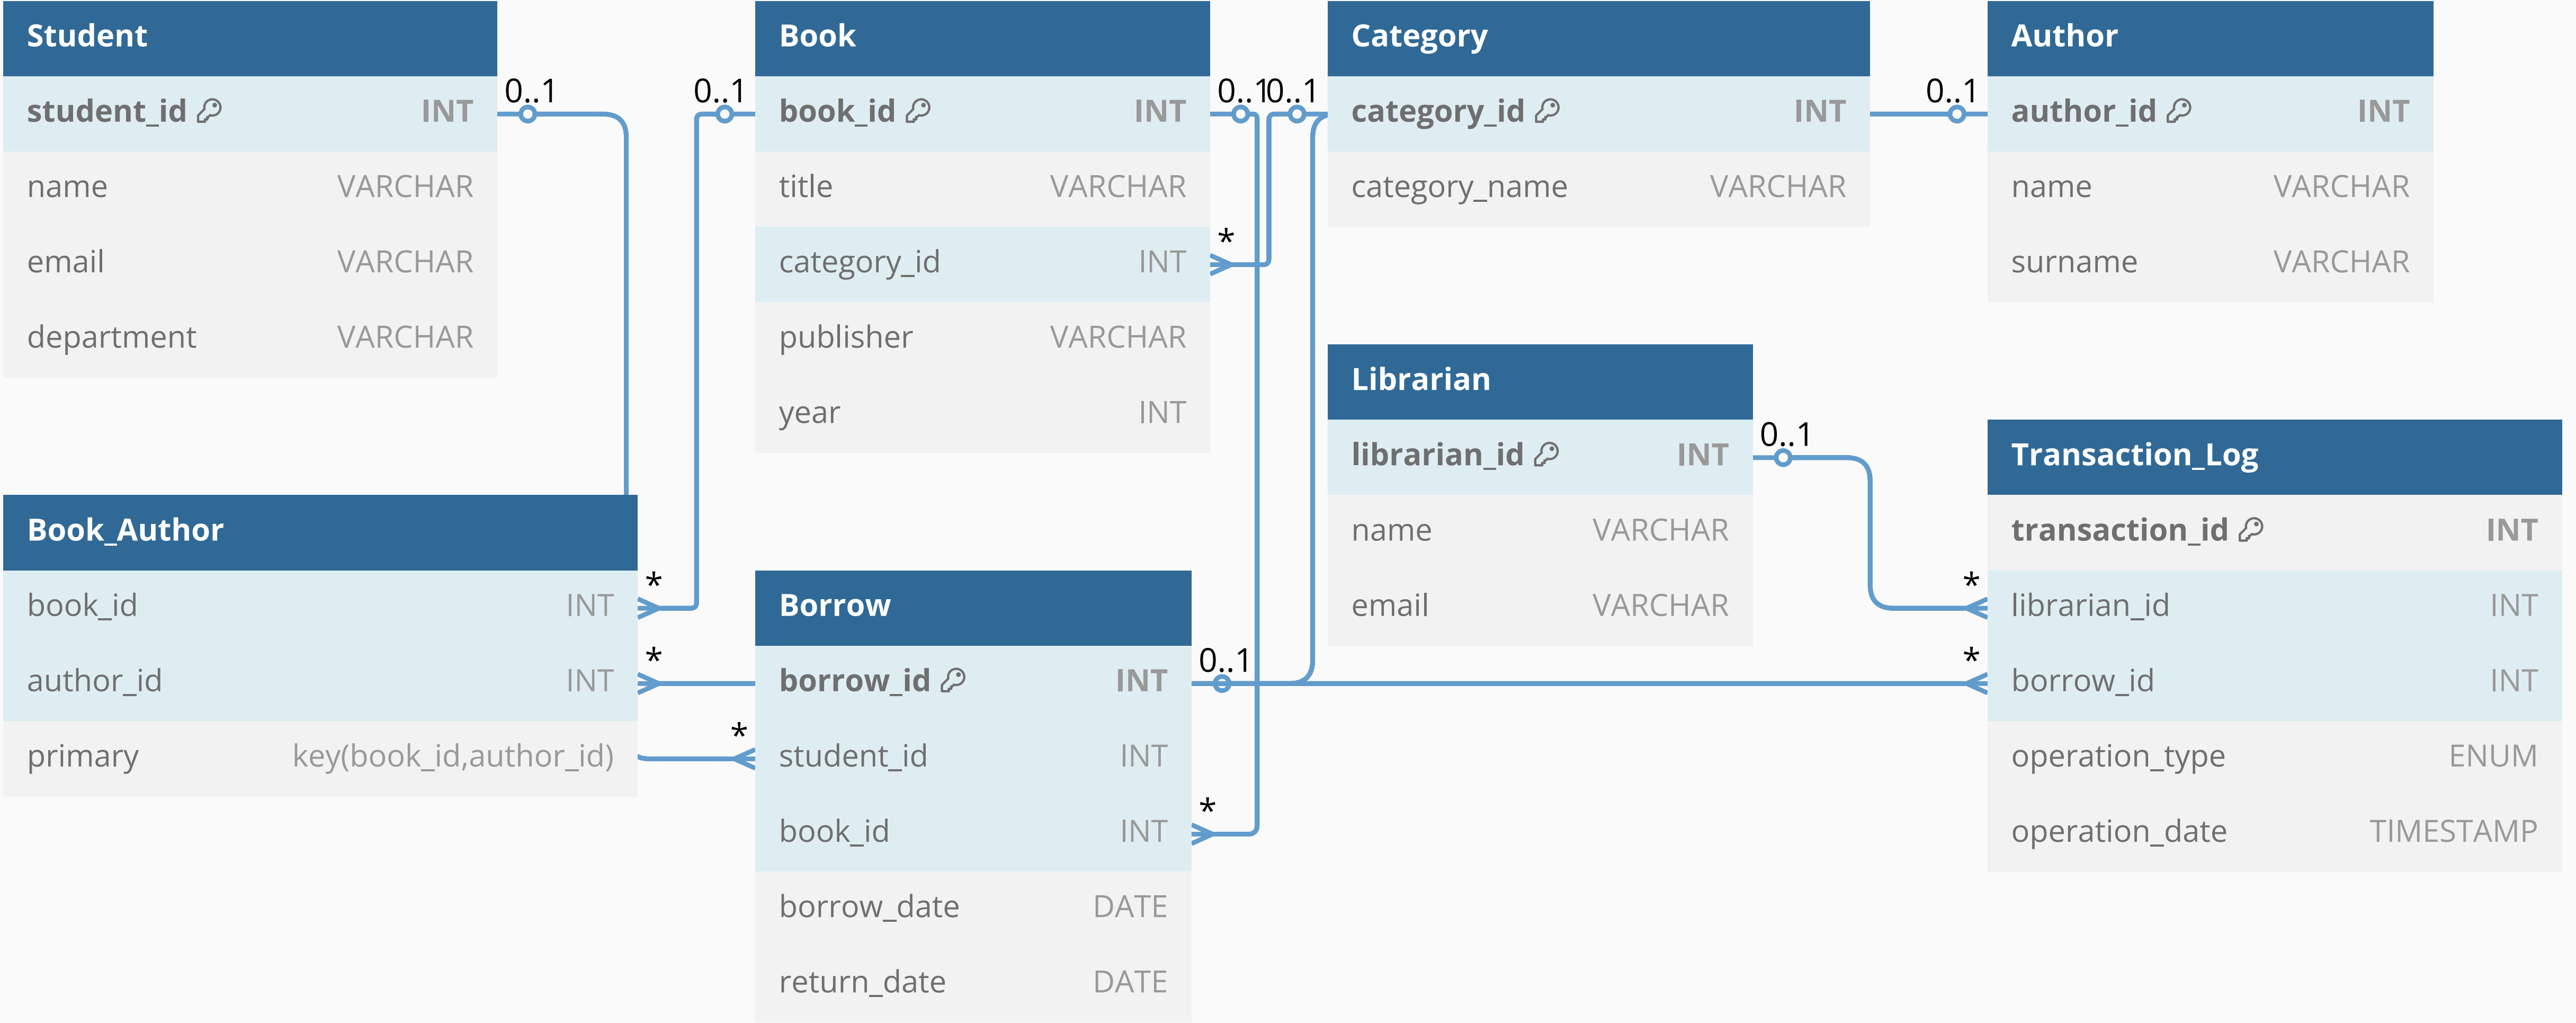 Student
student_id INT
name VARCHAR
email VARCHAR
department VARCHAR
0..1
0..1
Book
book_id INT
title VARCHAR
category_id INT
publisher VARCHAR
year INT
0..1
0..1
*
Category
category_id INT
category_name VARCHAR
0..1
Author
author_id INT
name VARCHAR
surname VARCHAR
Librarian
librarian_id INT
name VARCHAR
email VARCHAR
0..1
Transaction_Log
transaction_id INT
* librarian_id INT
* borrow_id INT
operation_type ENUM
operation_date TIMESTAMP
Book_Author
book_id INT *
author_id INT *
primary key(book_id,author_id)
Borrow
borrow_id INT 0..1
* student_id INT
book_id INT *
borrow_date DATE
return_date DATE